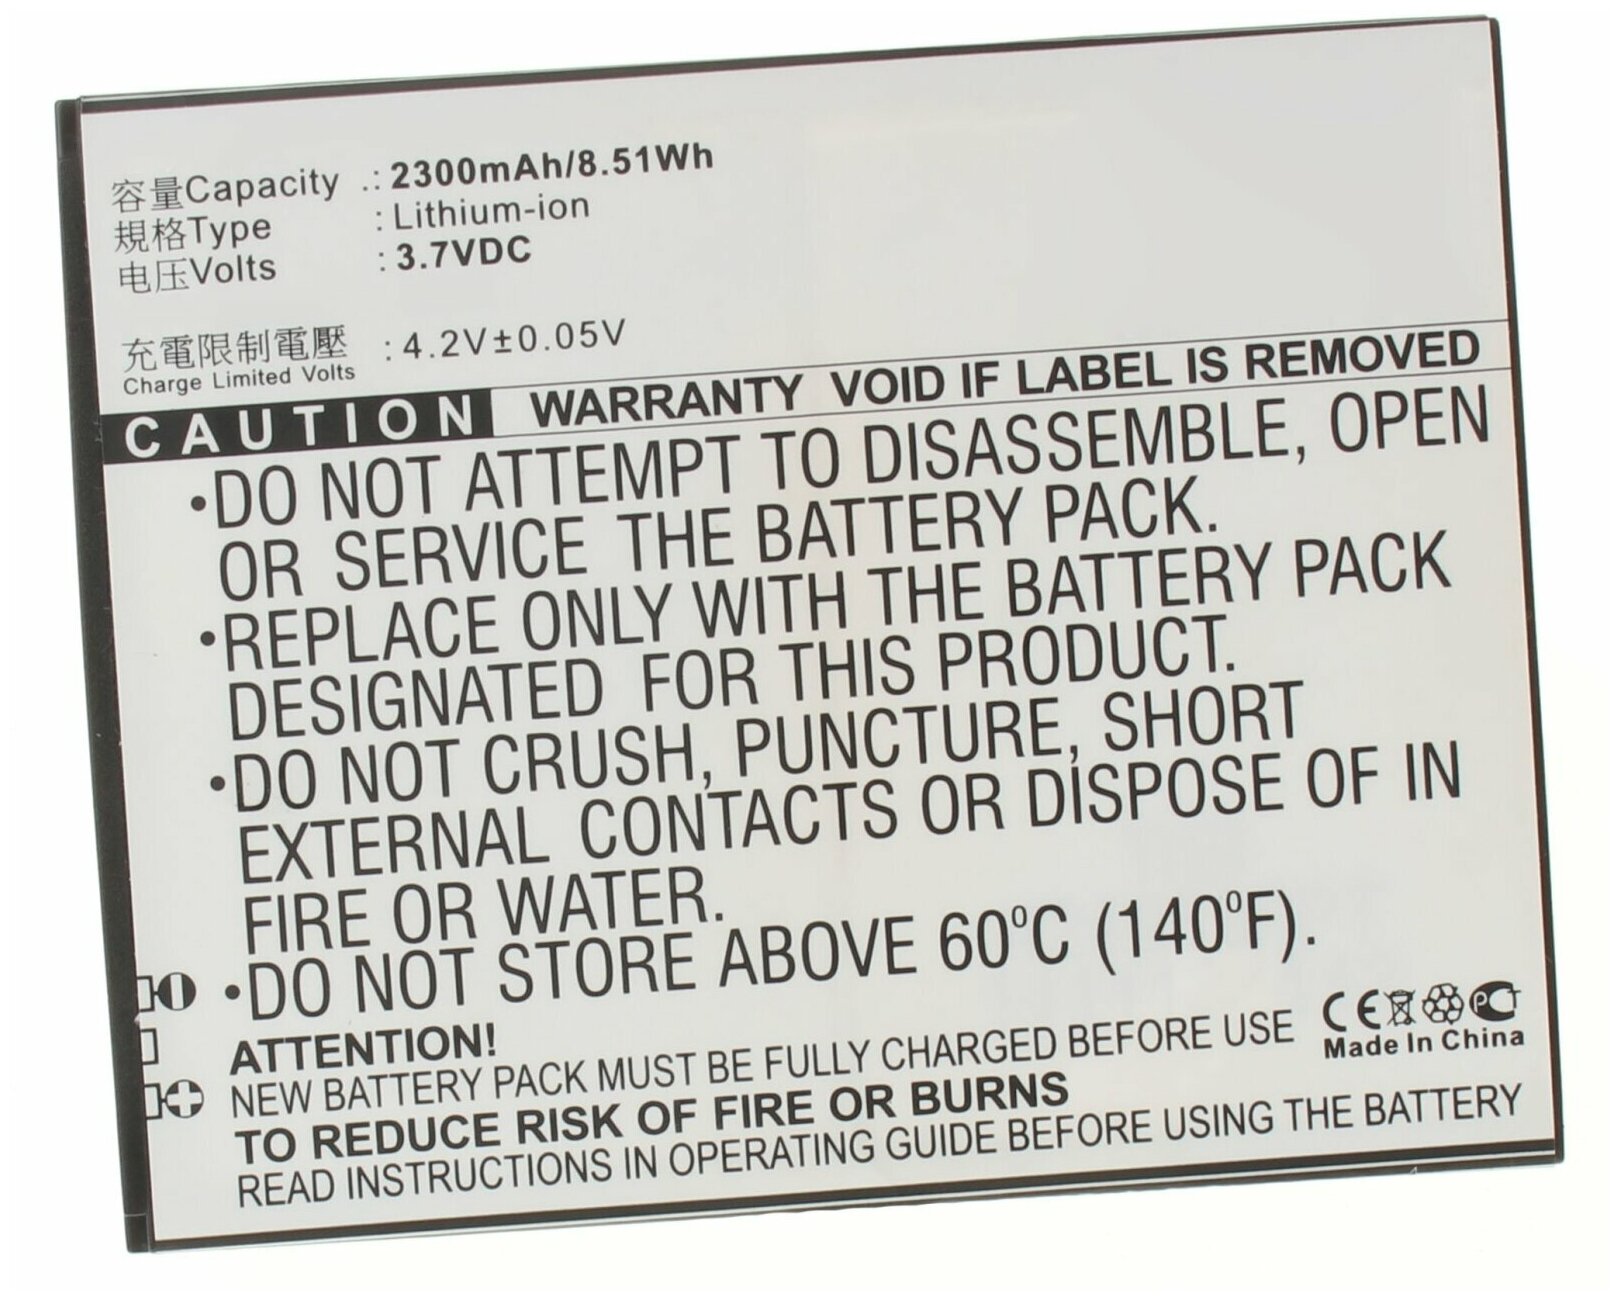 容量Capacity .: 2300mAh/8.51Wh
規格Type : Lithium-ion
电压Volts : 3.7VDC
充電限制電壓 : 4.2V±0.05V
Charge Limited Volts
CAUTION WARRANTY VOID IF LABEL IS REMOVED
•DO NOT ATTEMPT TO DISASSEMBLE, OPEN
OR SERVICE THE BATTERY PACK.
•REPLACE ONLY WITH THE BATTERY PACK
DESIGNATED FOR THIS PRODUCT.
•DO NOT CRUSH, PUNCTURE, SHORT
EXTERNAL CONTACTS OR DISPOSE OF IN
FIRE OR WATER.
•DO NOT STORE ABOVE 60°C (140°F).
ATTENTION!
NEW BATTERY PACK MUST BE FULLY CHARGED BEFORE USE
TO REDUCE RISK OF FIRE OR BURNS
READ INSTRUCTIONS IN OPERATING GUIDE BEFORE USING THE BATTERY
CE PCT
Made In China